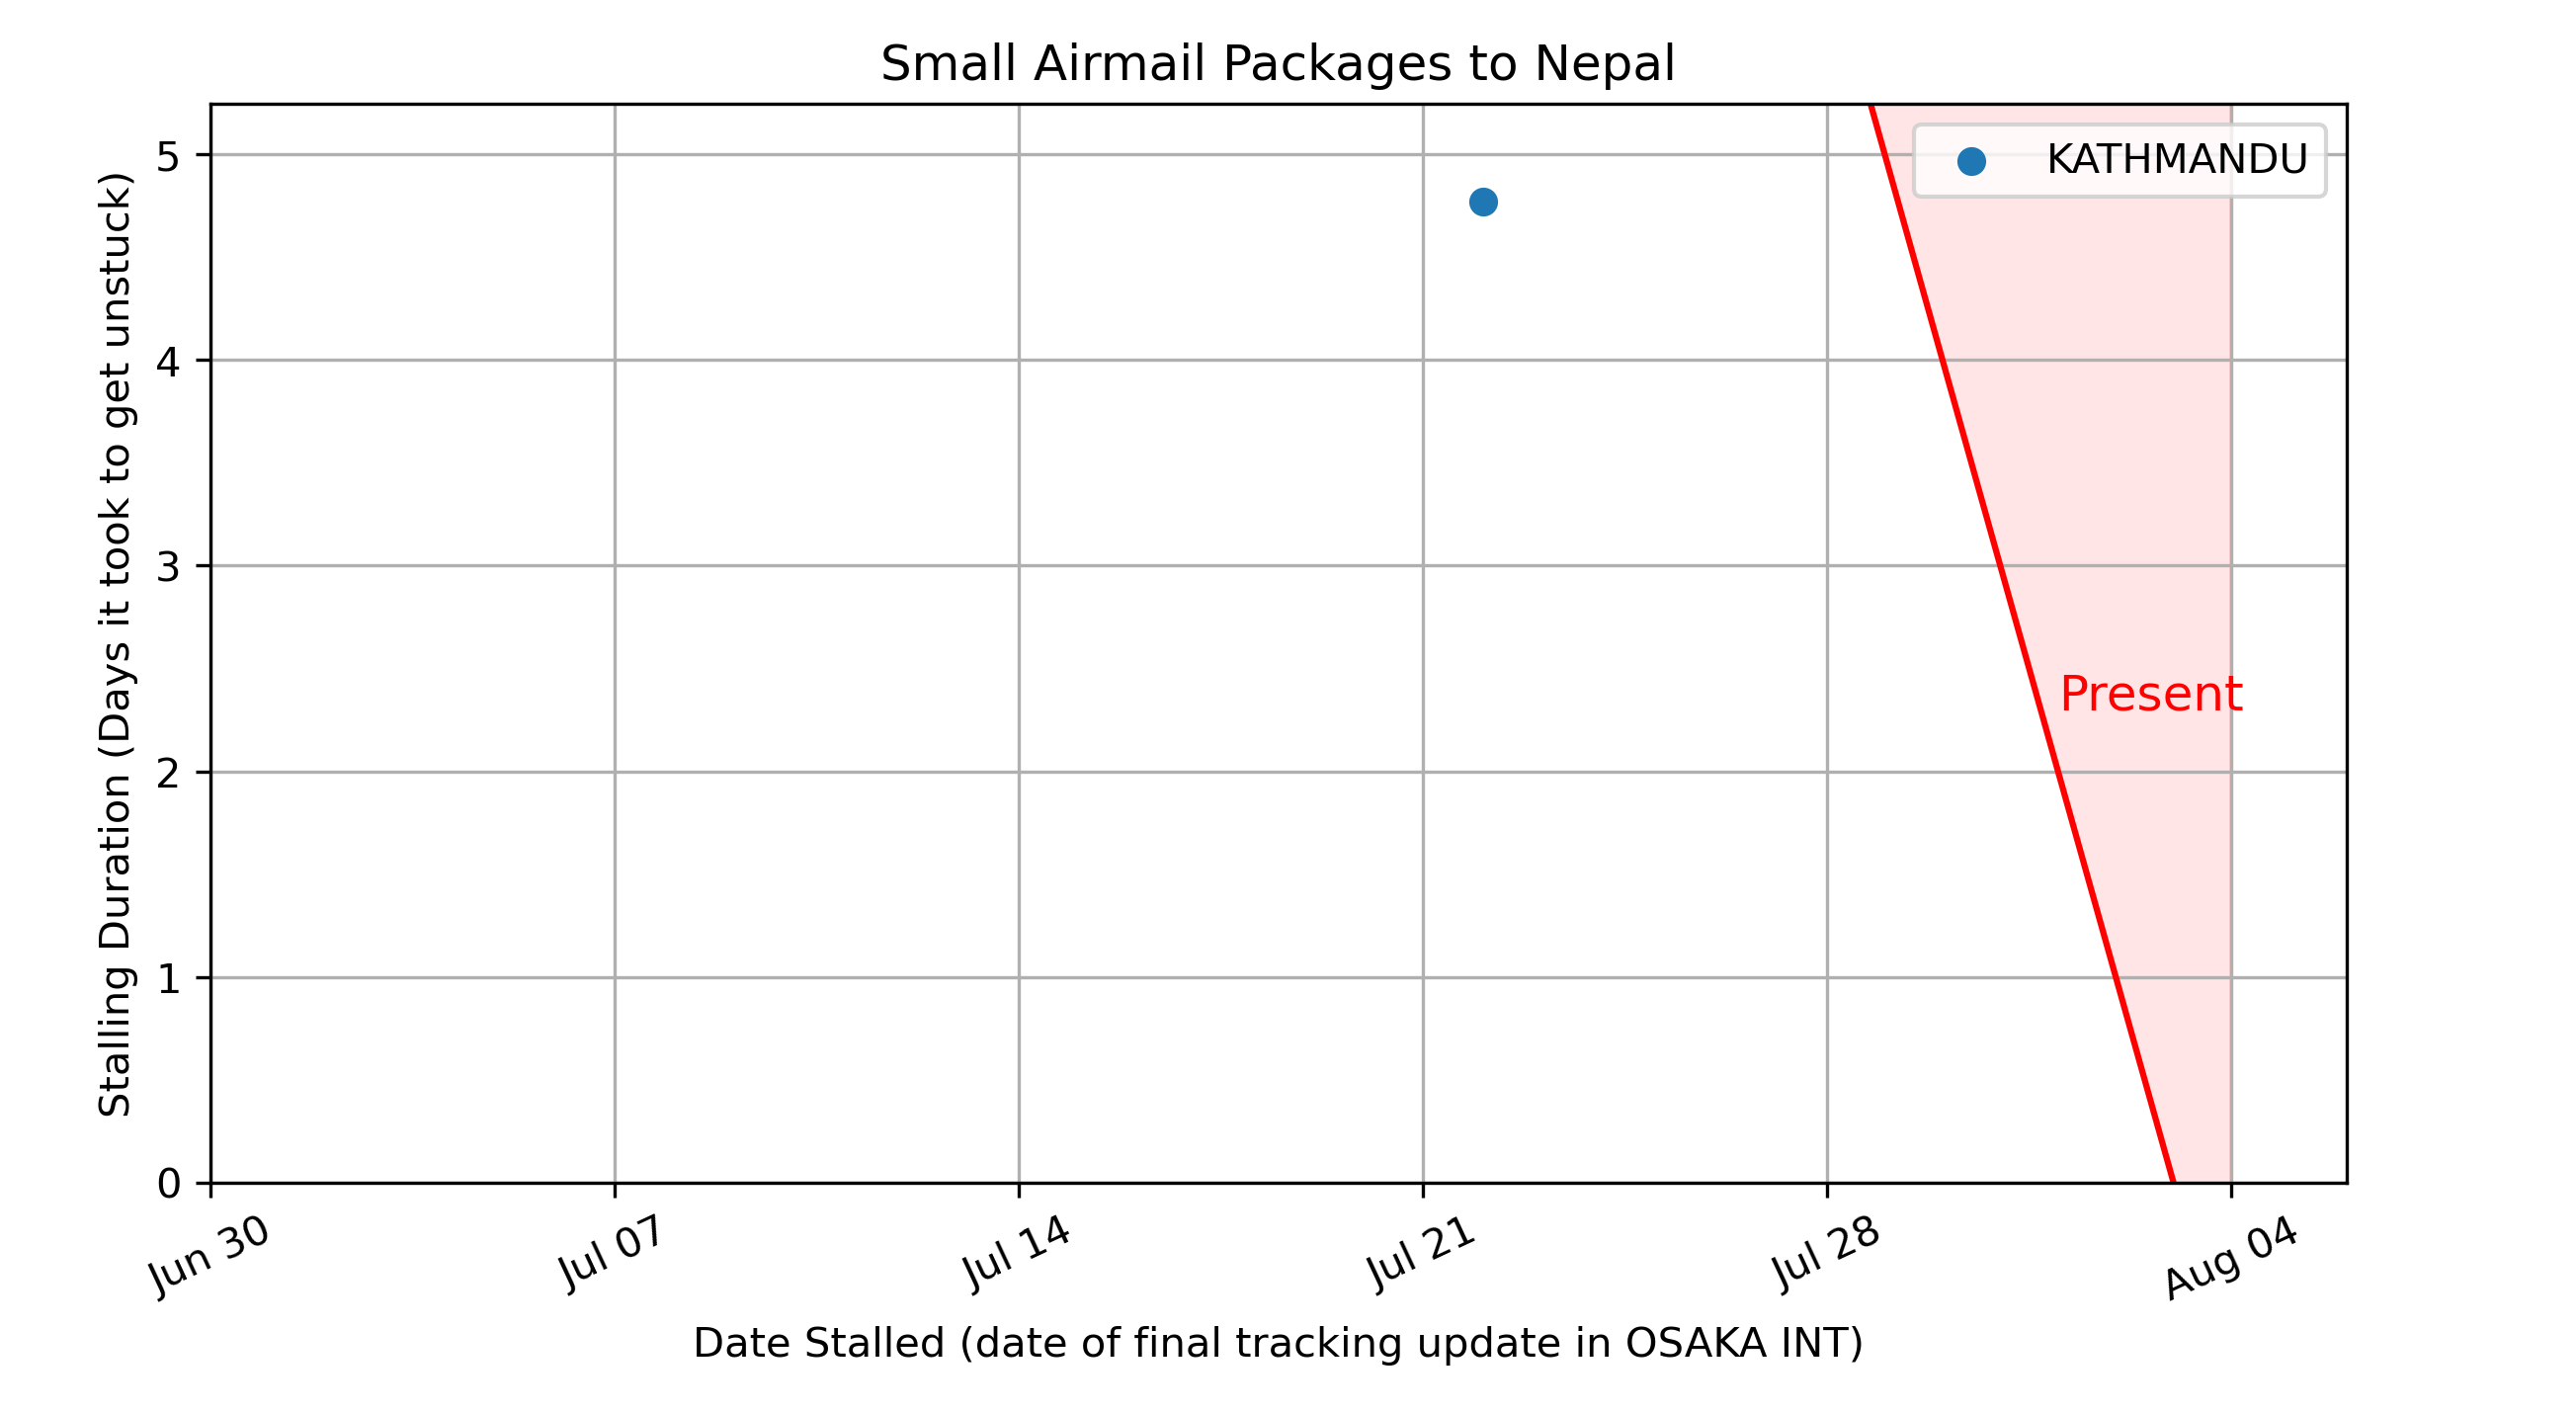 Small Airmail Packages to Nepal
KATHMANDU
Present
Stalling Duration (Days it took to get unstuck)
5
4
3
2
1
0
Jun 30
Jul 07
Jul 14
Jul 21
Jul 28
Aug 04
Date Stalled (date of final tracking update in OSAKA INT)